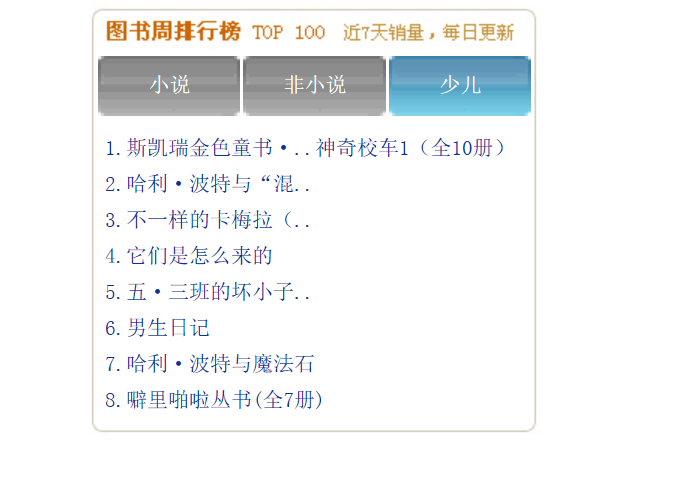 图书周排行榜 TOP 100 近7天销量，每日更新
小说 非小说 少儿
1.斯凯瑞金色童书·..神奇校车1（全10册）
2.哈利·波特与“混..
3.不一样的卡梅拉（..
4.它们是怎么来的
5.五·三班的坏小子..
6.男生日记
7.哈利·波特与魔法石
8.噼里啪啦丛书(全7册)